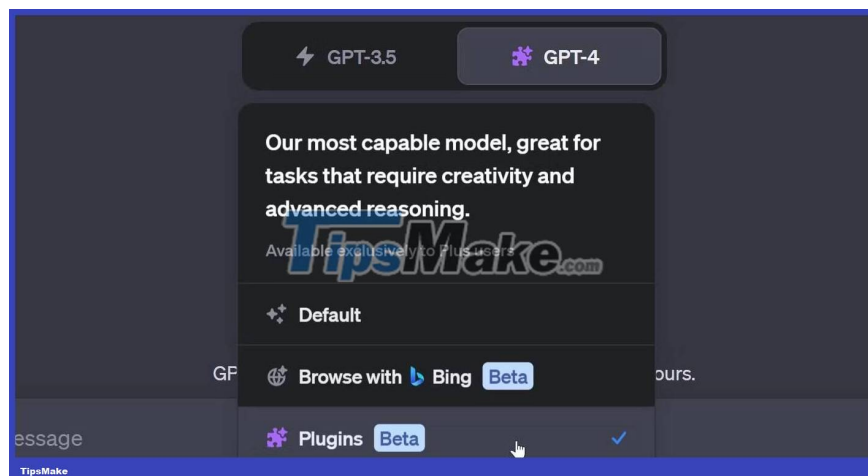 GPT-3.5
GPT-4
Our most capable model, great for
tasks that require creativity and
advanced reasoning.
TipsMake.com
Available exclusively to Plus users
Default
GP
Browse with Bing Beta
ours.
essage
Plugins Beta
TipsMake